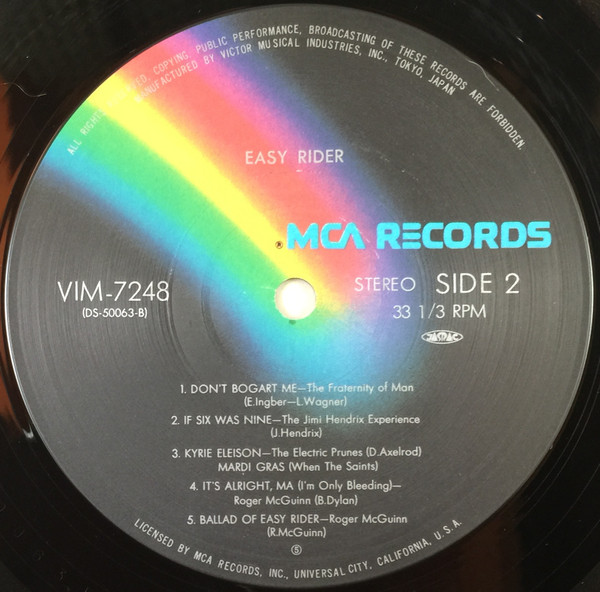 ALL RIGHTS RESERVED. COPYING, PUBLIC PERFORMANCE, BROADCASTING OF THESE RECORDS ARE FORBIDDEN.
MANUFACTURED BY VICTOR MUSICAL INDUSTRIES, INC., TOKYO, JAPAN
EASY RIDER
® MCA RECORDS
VIM-7248
(DS-50063-B)
STEREO SIDE 2
33 1/3 RPM
JASRAC
1. DON'T BOGART ME—The Fraternity of Man
(E.Ingber—L.Wagner)
2. IF SIX WAS NINE—The Jimi Hendrix Experience
(J.Hendrix)
3. KYRIE ELEISON—The Electric Prunes (D.Axelrod)
MARDI GRAS (When The Saints)
4. IT'S ALRIGHT, MA (I'm Only Bleeding)—
Roger McGuinn (B.Dylan)
5. BALLAD OF EASY RIDER—Roger McGuinn
(R.McGuinn)
Ⓢ
LICENSED BY MCA RECORDS, INC., UNIVERSAL CITY, CALIFORNIA, U.S.A.